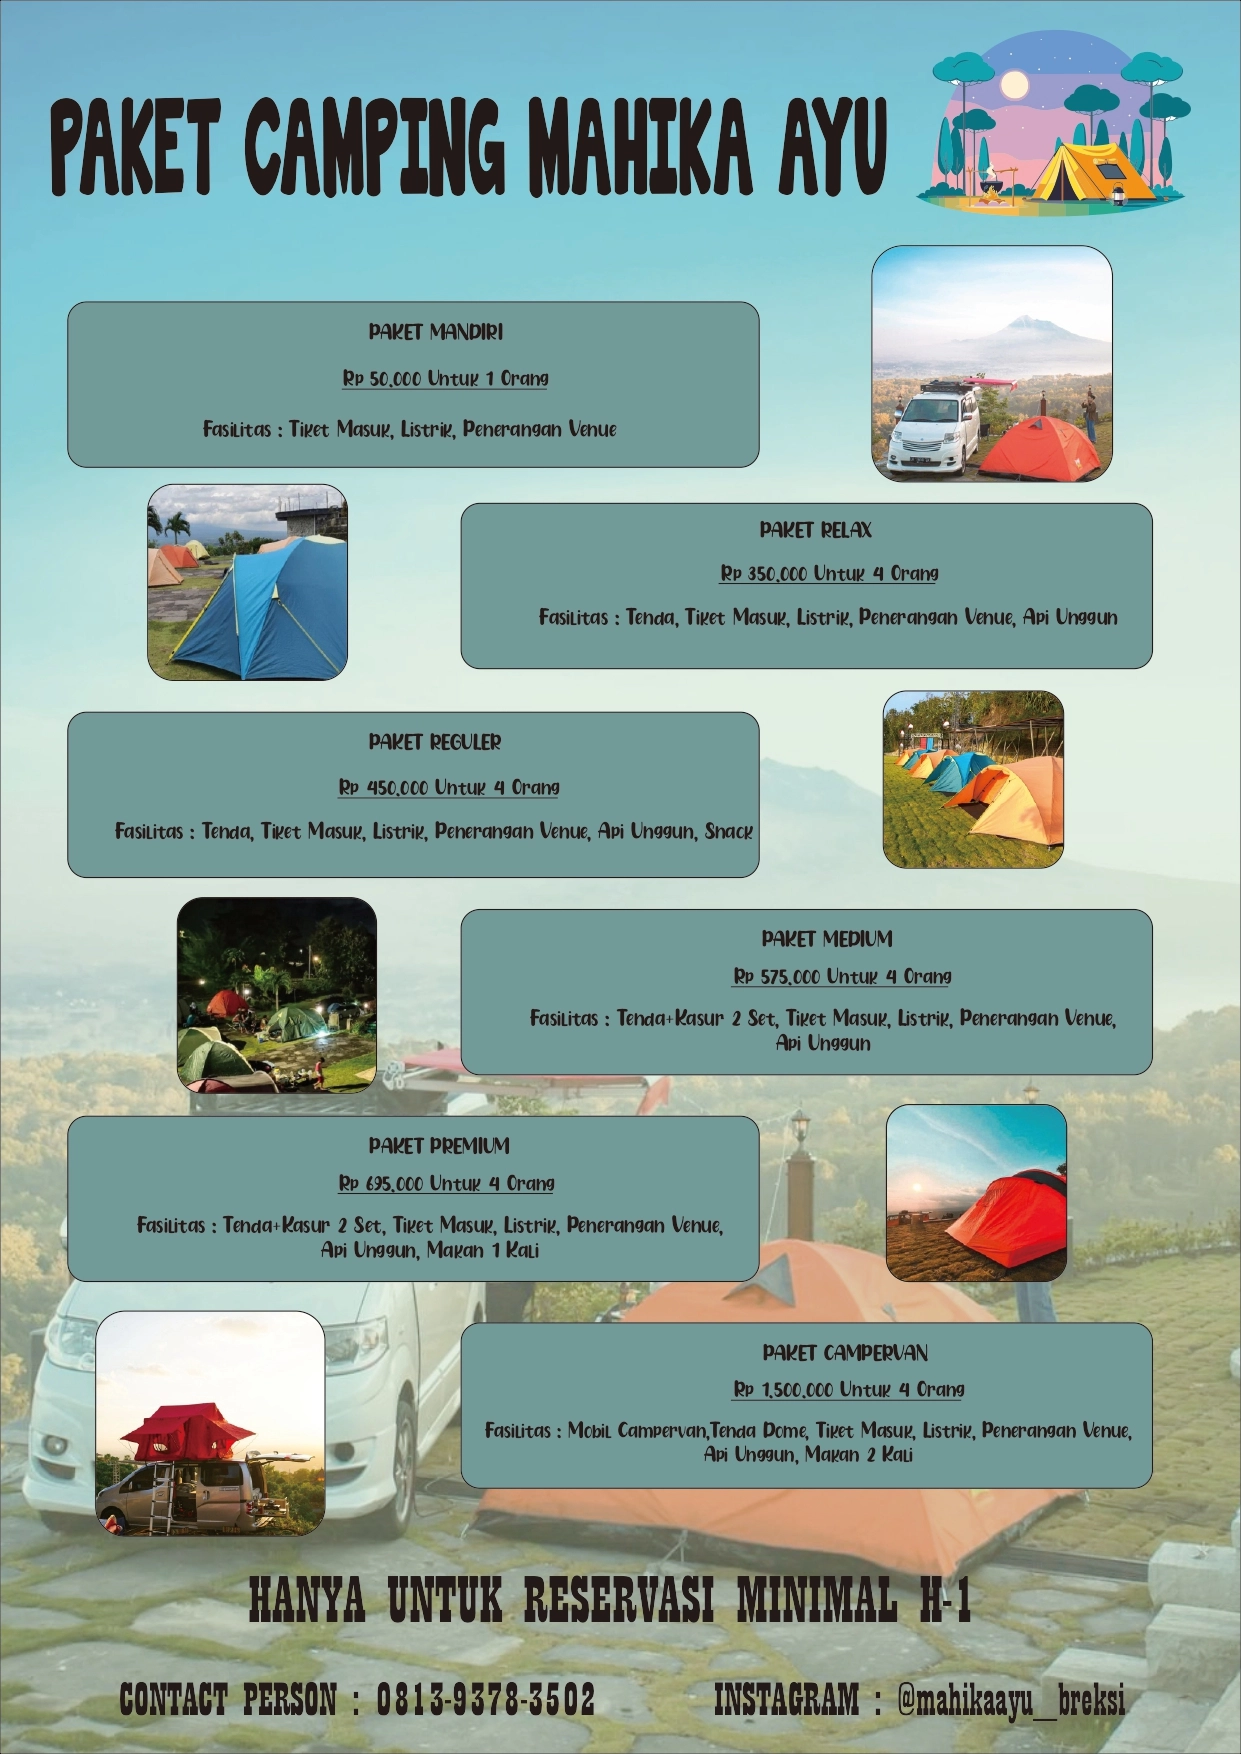 PAKET CAMPING MAHIKA AYU
PAKET MANDIRI
Rp 50.000 Untuk 1 Orang
Fasilitas : Tiket Masuk, Listrik, Penerangan Venue
PAKET RELAX
Rp 350.000 Untuk 4 Orang
Fasilitas : Tenda, Tiket Masuk, Listrik, Penerangan Venue, Api Unggun
PAKET REGULER
Rp 450.000 Untuk 4 Orang
Fasilitas : Tenda, Tiket Masuk, Listrik, Penerangan Venue, Api Unggun, Snack
PAKET MEDIUM
Rp 575.000 Untuk 4 Orang
Fasilitas : Tenda+Kasur 2 Set, Tiket Masuk, Listrik, Penerangan Venue,
Api Unggun
PAKET PREMIUM
Rp 695.000 Untuk 4 Orang
Fasilitas : Tenda+Kasur 2 Set, Tiket Masuk, Listrik, Penerangan Venue,
Api Unggun, Makan 1 Kali
PAKET CAMPERVAN
Rp 1.500.000 Untuk 4 Orang
Fasilitas : Mobil Campervan,Tenda Dome, Tiket Masuk, Listrik, Penerangan Venue,
Api Unggun, Makan 2 Kali
HANYA UNTUK RESERVASI MINIMAL H-1
CONTACT PERSON : 0813-9378-3502
INSTAGRAM : @mahikaayu_breksi